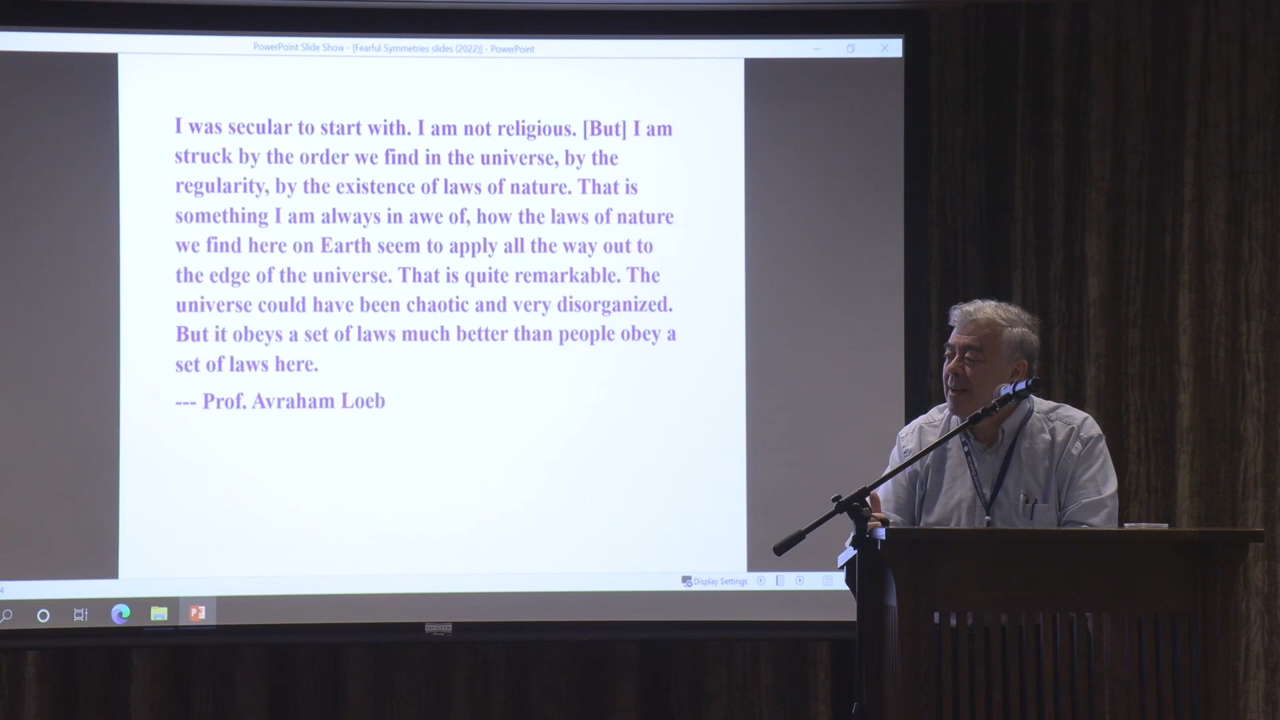 PowerPoint Slide Show - [Fearful Symmetries slides (2022)] - PowerPoint
I was secular to start with. I am not religious. [But] I am
struck by the order we find in the universe, by the
regularity, by the existence of laws of nature. That is
something I am always in awe of, how the laws of nature
we find here on Earth seem to apply all the way out to
the edge of the universe. That is quite remarkable. The
universe could have been chaotic and very disorganized.
But it obeys a set of laws much better than people obey a
set of laws here.
--- Prof. Avraham Loeb
Display Settings